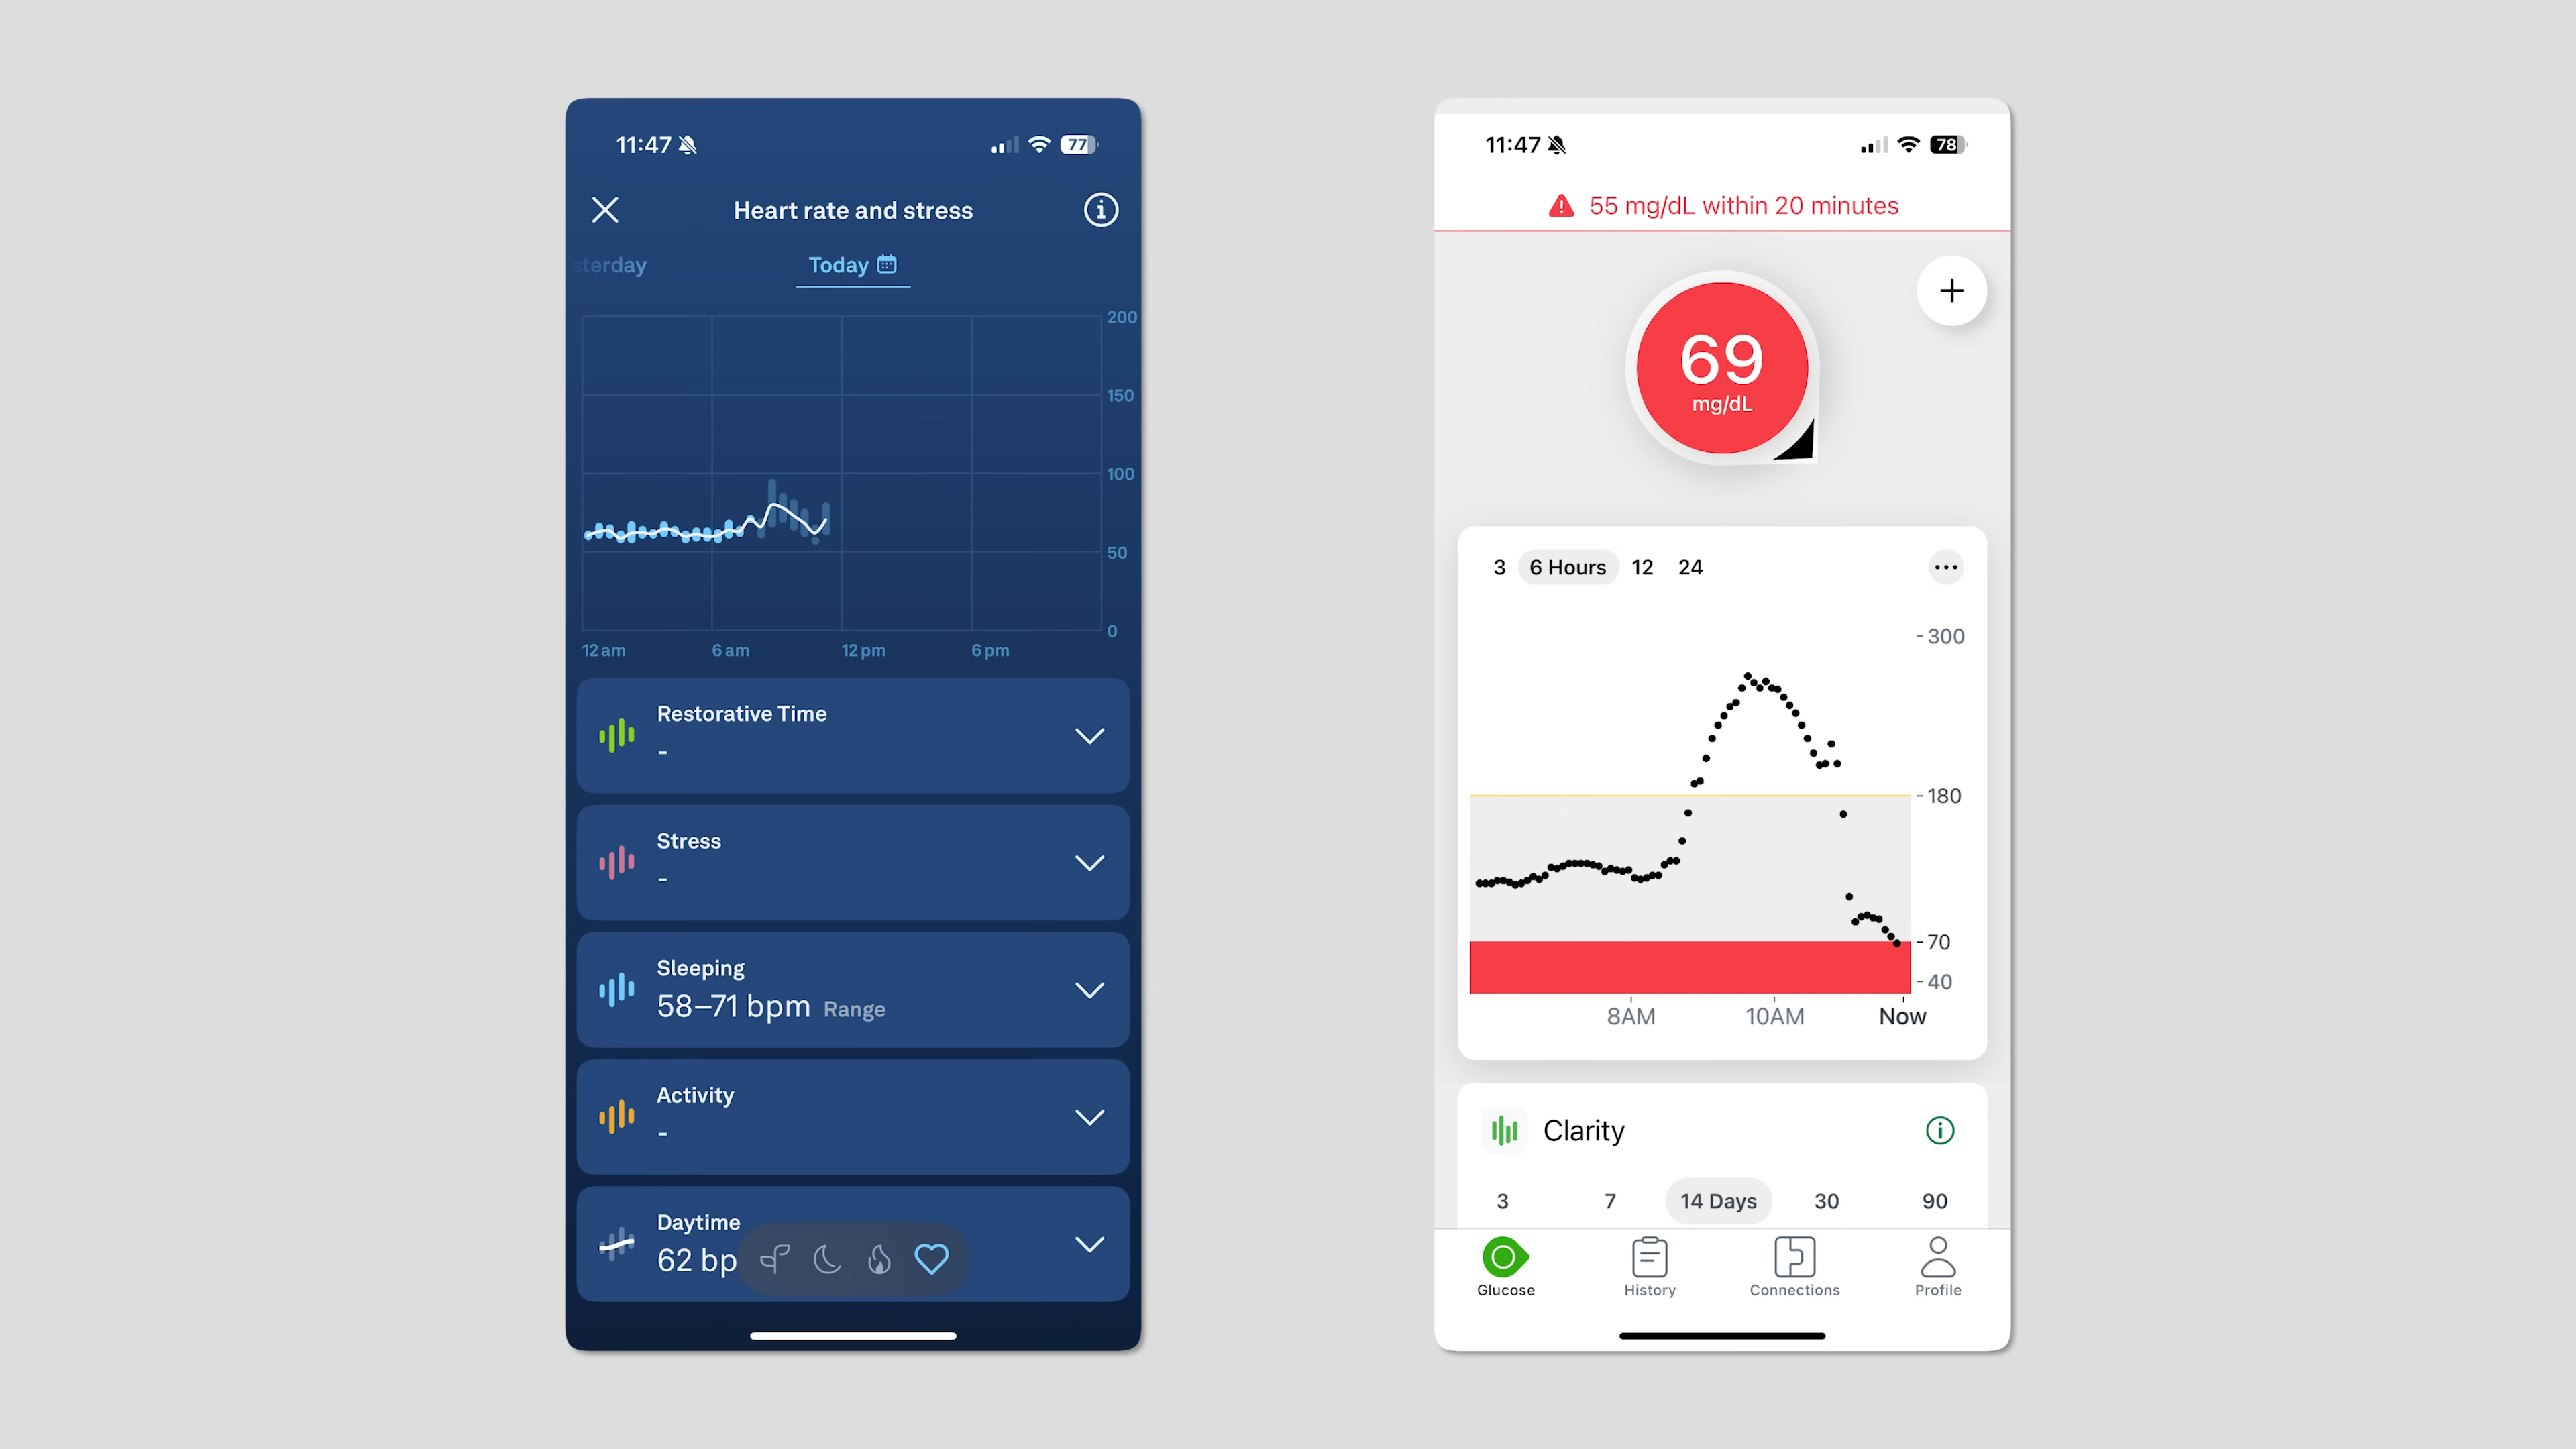 11:47
77
Heart rate and stress
sterday
Today
200
150
100
50
0
12 am
6 am
12 pm
6 pm
Restorative Time
-
Stress
-
Sleeping
58–71 bpm Range
Activity
-
Daytime
62 bp
11:47
78
55 mg/dL within 20 minutes
69
mg/dL
3
6 Hours
12
24
300
180
70
40
8AM
10AM
Now
Clarity
3
7
14 Days
30
90
Glucose
History
Connections
Profile